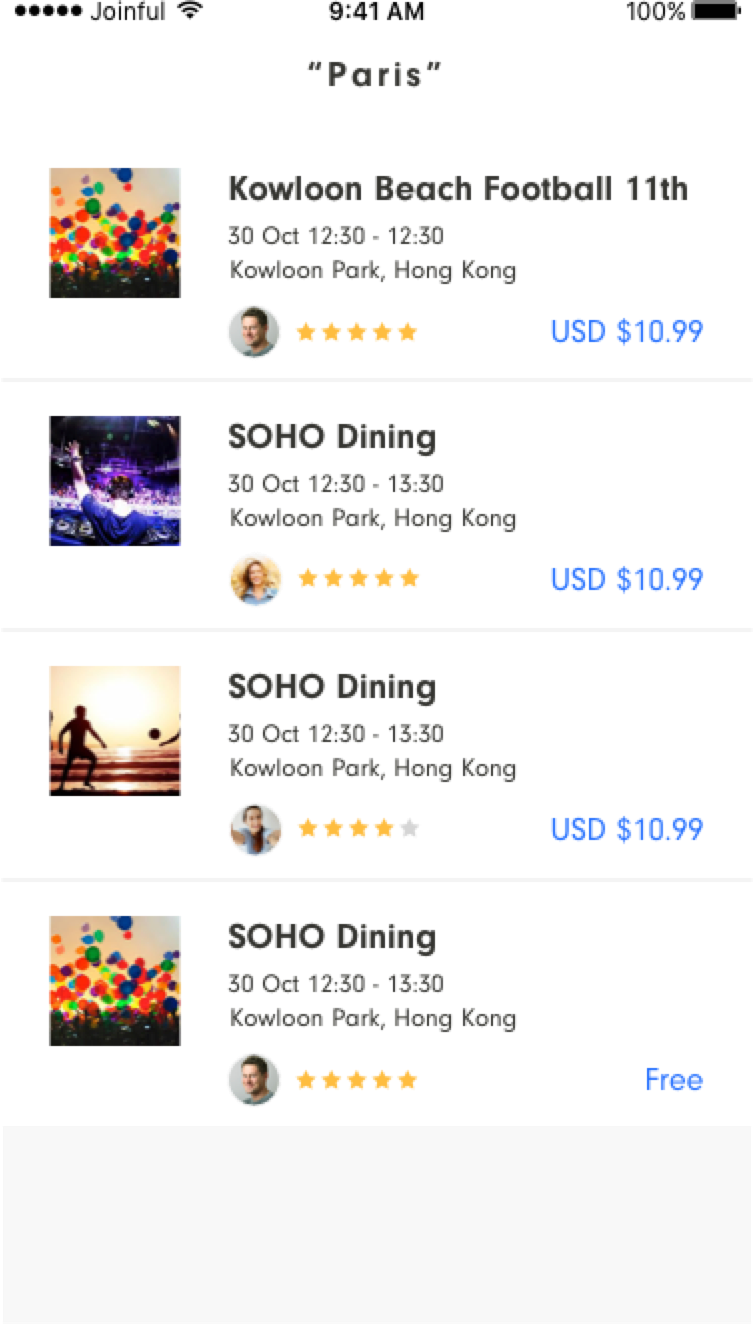 Joinful 9:41 AM 100%
“Paris”
Kowloon Beach Football 11th
30 Oct 12:30 - 12:30
Kowloon Park, Hong Kong
USD $10.99
SOHO Dining
30 Oct 12:30 - 13:30
Kowloon Park, Hong Kong
USD $10.99
SOHO Dining
30 Oct 12:30 - 13:30
Kowloon Park, Hong Kong
USD $10.99
SOHO Dining
30 Oct 12:30 - 13:30
Kowloon Park, Hong Kong
Free